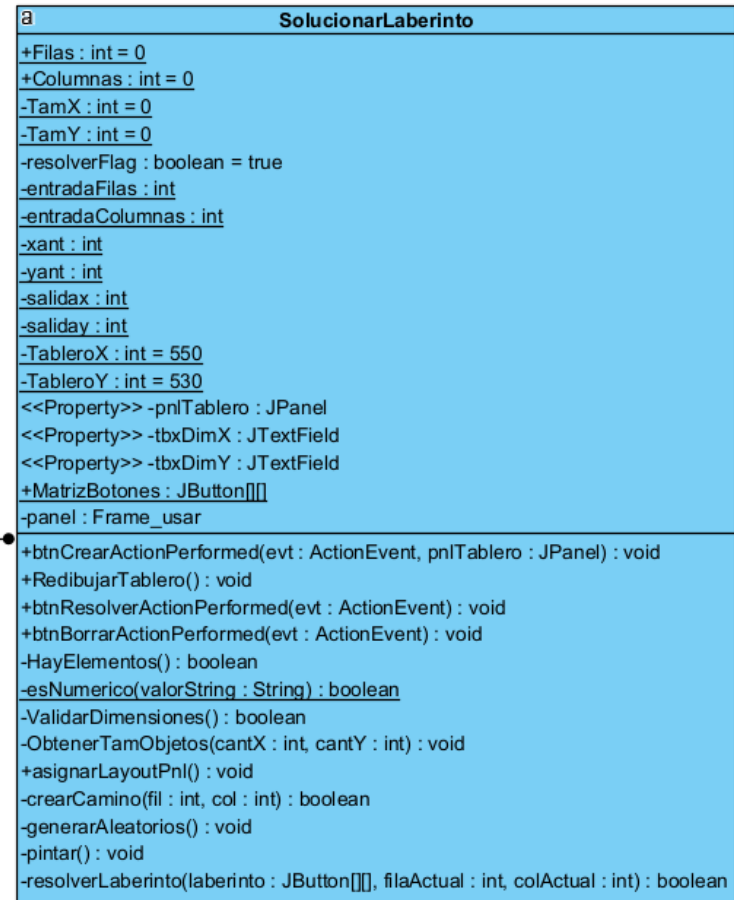 a
SolucionarLaberinto
+Filas : int = 0
+Columnas : int = 0
-TamX : int = 0
-TamY : int = 0
-resolverFlag : boolean = true
-entradaFilas : int
-entradaColumnas : int
-xant : int
-yant : int
-salidax : int
-saliday : int
-TableroX : int = 550
-TableroY : int = 530
<<Property>> -pnlTablero : JPanel
<<Property>> -tbxDimX : JTextField
<<Property>> -tbxDimY : JTextField
+MatrizBotones : JButton[][]
-panel : Frame_usar
+btnCrearActionPerformed(evt : ActionEvent, pnlTablero : JPanel) : void
+RedibujarTablero() : void
+btnResolverActionPerformed(evt : ActionEvent) : void
+btnBorrarActionPerformed(evt : ActionEvent) : void
-HayElementos() : boolean
-esNumerico(valorString : String) : boolean
-ValidarDimensiones() : boolean
-ObtenerTamObjetos(cantX : int, cantY : int) : void
+asignarLayoutPnl() : void
-crearCamino(fil : int, col : int) : boolean
-generarAleatorios() : void
-pintar() : void
-resolverLaberinto(laberinto : JButton[][], filaActual : int, colActual : int) : boolean